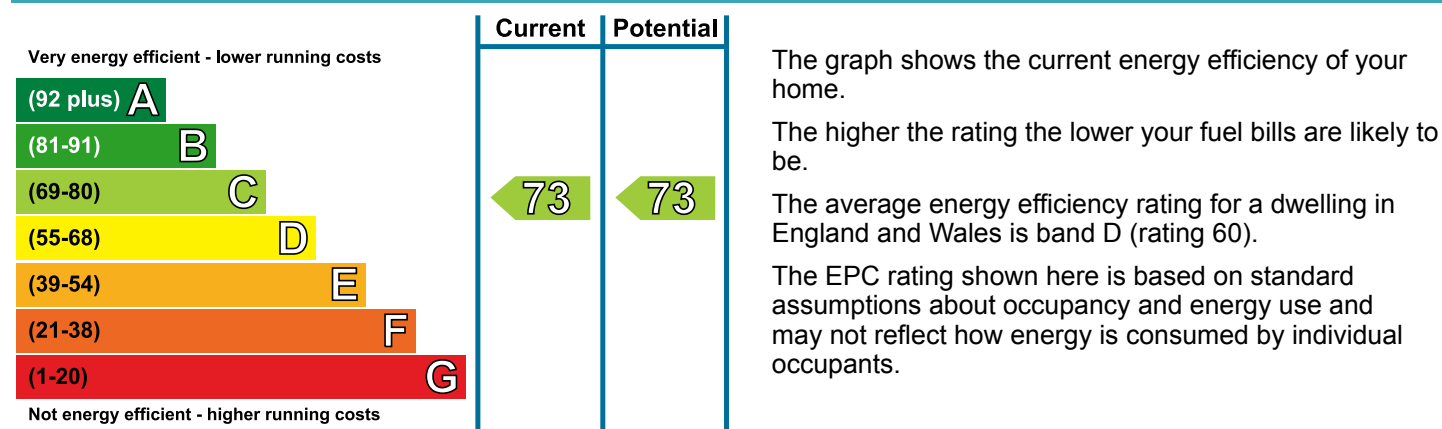 Current Potential
Very energy efficient - lower running costs
(92 plus) A
(81-91) B
(69-80) C
73 73
(55-68) D
(39-54) E
(21-38) F
(1-20) G
Not energy efficient - higher running costs
The graph shows the current energy efficiency of your
home.
The higher the rating the lower your fuel bills are likely to
be.
The average energy efficiency rating for a dwelling in
England and Wales is band D (rating 60).
The EPC rating shown here is based on standard
assumptions about occupancy and energy use and
may not reflect how energy is consumed by individual
occupants.